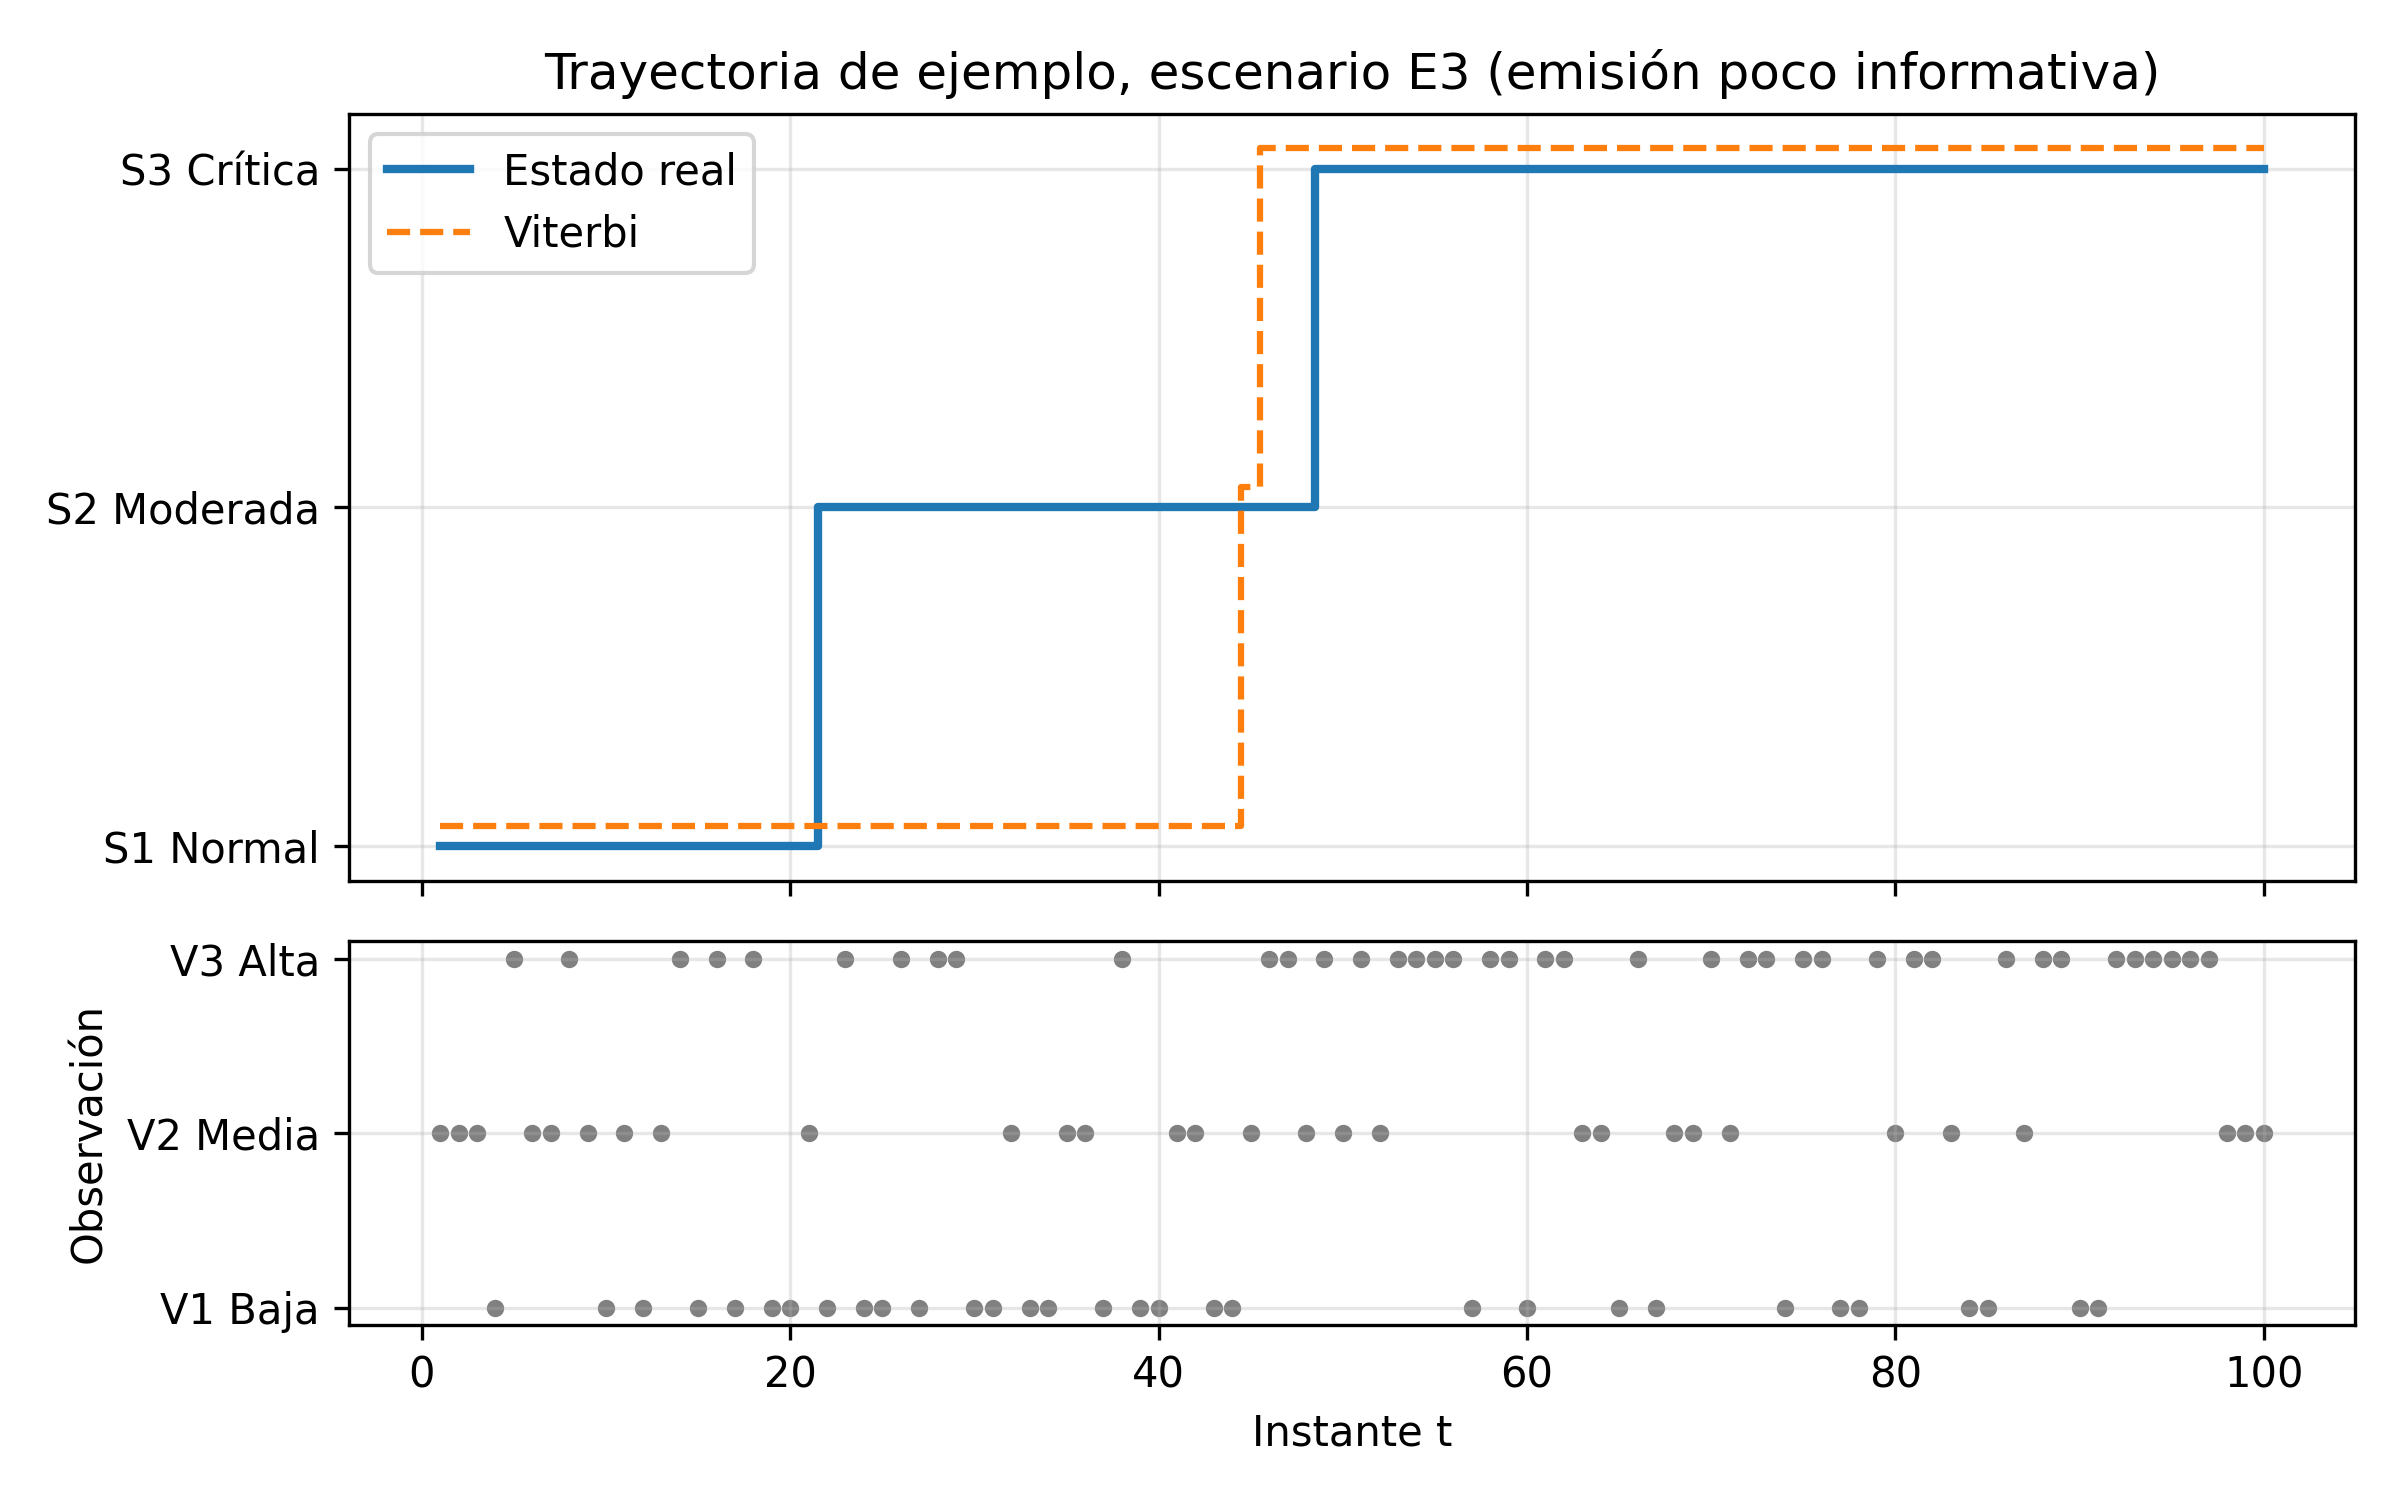 Trayectoria de ejemplo, escenario E3 (emisión poco informativa)
S3 Crítica
S2 Moderada
S1 Normal
Estado real
Viterbi
Observación
V3 Alta
V2 Media
V1 Baja
0 20 40 60 80 100
Instante t